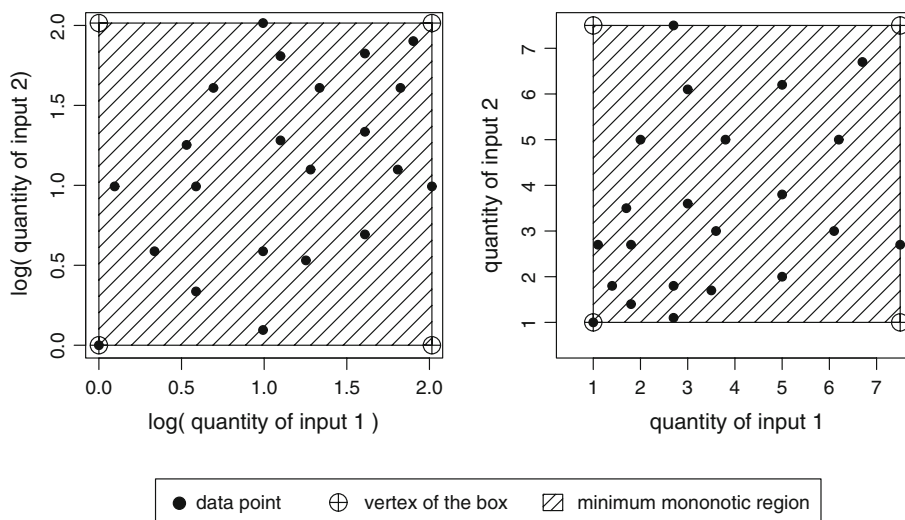 log( quantity of input 2)
2.0
1.5
1.0
0.5
0.0
0.0 0.5 1.0 1.5 2.0
log( quantity of input 1 )
quantity of input 2
7
6
5
4
3
2
1
1 2 3 4 5 6 7
quantity of input 1
data point vertex of the box minimum mononotic region